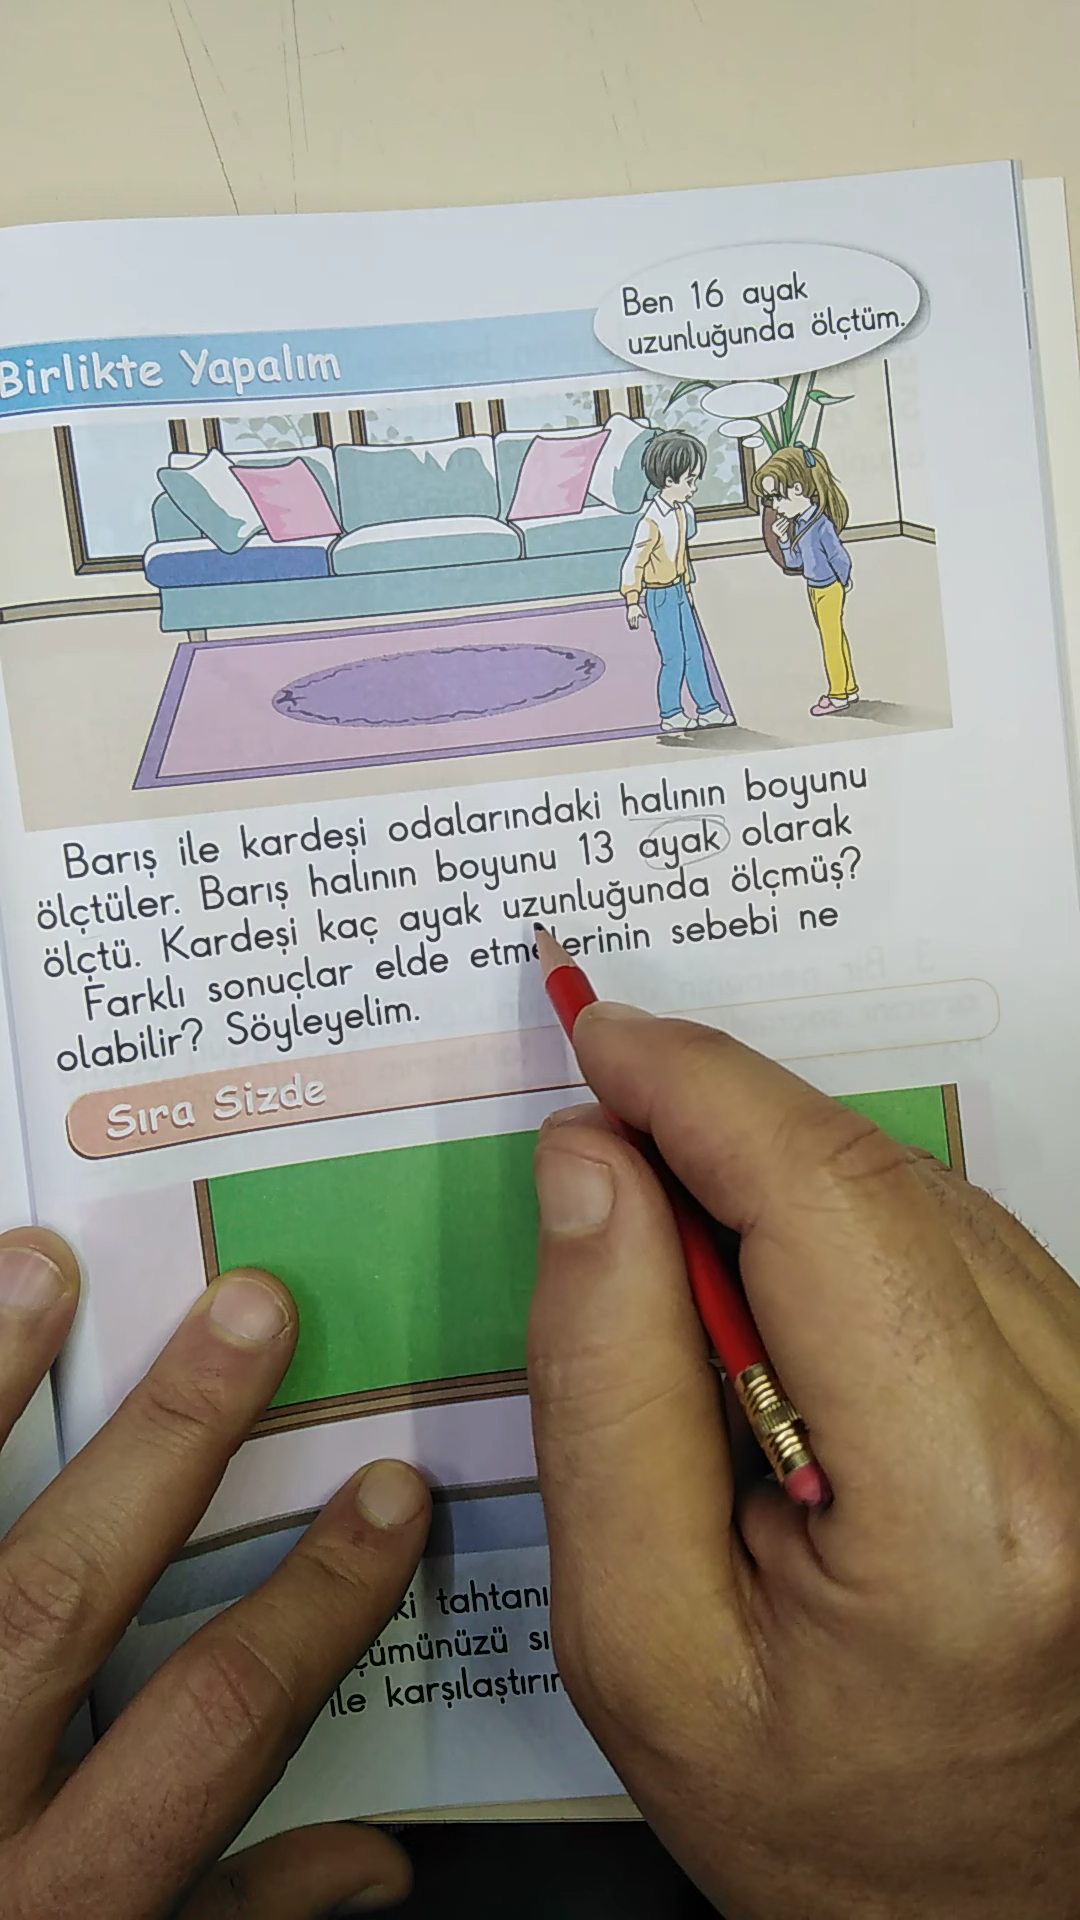 Ben 16 ayak
uzunluğunda ölçtüm.
Birlikte Yapalım
Barış ile kardeşi odalarındaki halının boyunu
ölçtüler. Barış halının boyunu 13 ayak olarak
ölçtü. Kardeşi kaç ayak uzunluğunda ölçmüş?
Farklı sonuçlar elde etmelerinin sebebi ne
olabilir? Söyleyelim.
Sıra Sizde
tahtanı
ile karşılaştırın